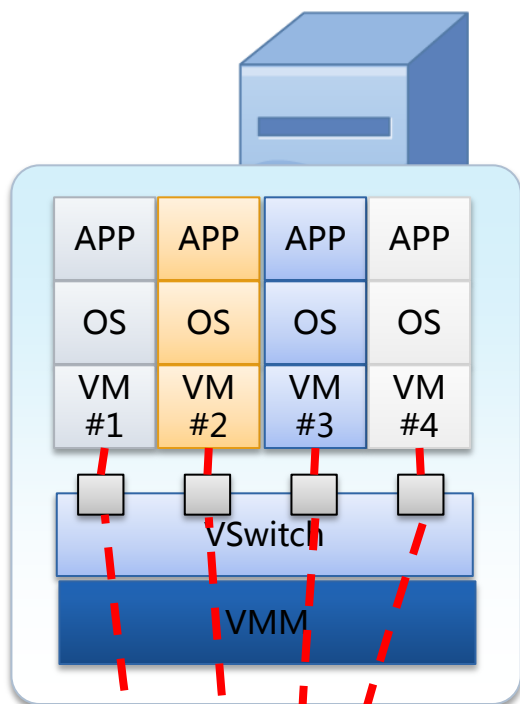 APP APP APP APP
OS OS OS OS
VM VM VM VM
#1 #2 #3 #4
VSwitch
VMM